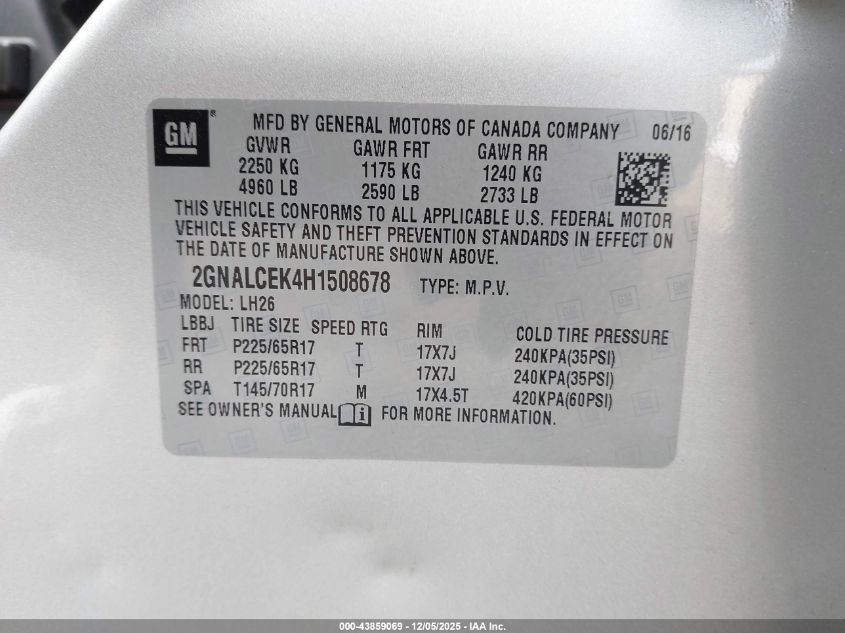 GM®
MFD BY GENERAL MOTORS OF CANADA COMPANY 06/16
GVWR GAWR FRT GAWR RR
2250 KG 1175 KG 1240 KG
4960 LB 2590 LB 2733 LB
THIS VEHICLE CONFORMS TO ALL APPLICABLE U.S. FEDERAL MOTOR
VEHICLE SAFETY AND THEFT PREVENTION STANDARDS IN EFFECT ON
THE DATE OF MANUFACTURE SHOWN ABOVE.
2GNALCEK4H1508678 TYPE: M.P.V.
MODEL: LH26
LBBJ TIRE SIZE SPEED RTG RIM COLD TIRE PRESSURE
FRT P225/65R17 T 17X7J 240KPA(35PSI)
RR P225/65R17 T 17X7J 240KPA(35PSI)
SPA T145/70R17 M 17X4.5T 420KPA(60PSI)
SEE OWNER'S MANUAL FOR MORE INFORMATION.
000-43859069 - 12/05/2025 - IAA Inc.